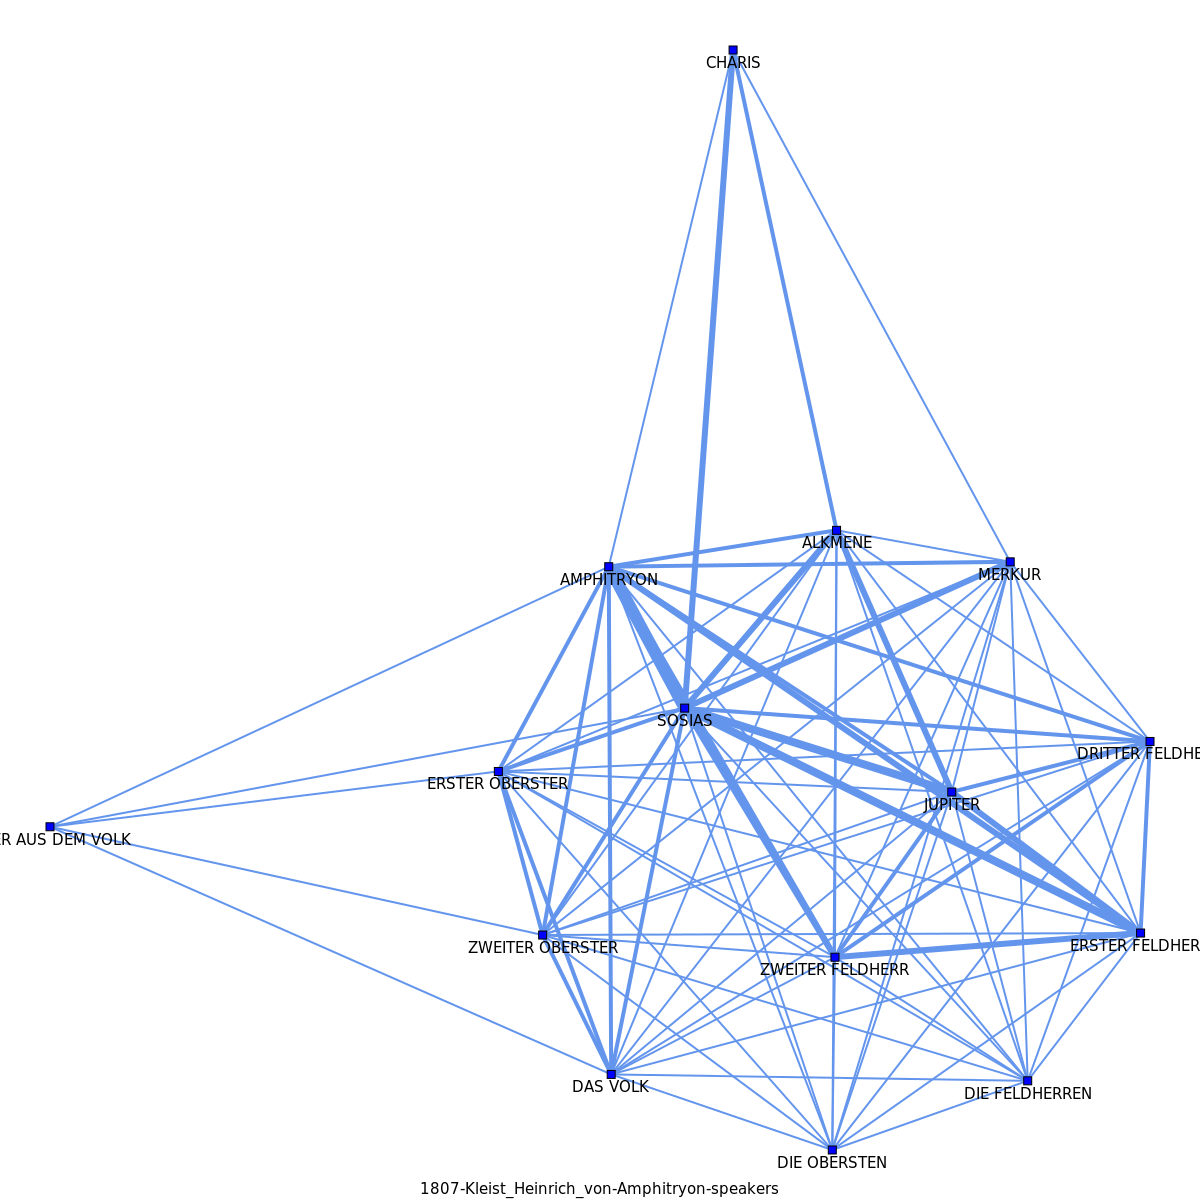 CHARIS
ALKMENE
MERKUR
AMPHITRYON
SOSIAS
DRITTER FELDHE
ERSTER OBERSTER
JUPITER
ER AUS DEM VOLK
ERSTER FELDHER
ZWEITER OBERSTER
ZWEITER FELDHERR
DAS VOLK
DIE FELDHERREN
DIE OBERSTEN
1807-Kleist_Heinrich_von-Amphitryon-speakers